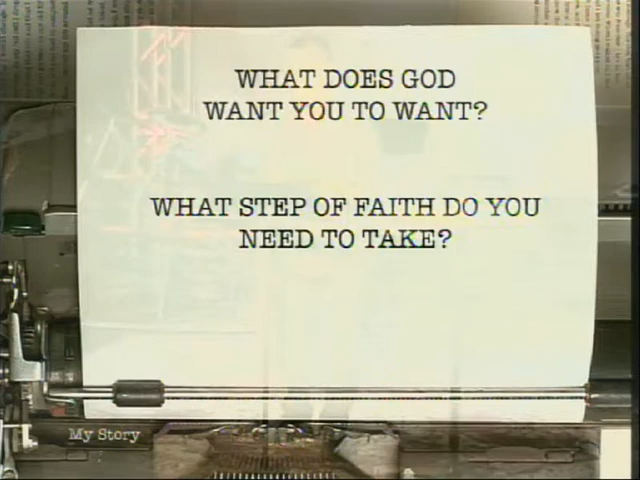 WHAT DOES GOD
WANT YOU TO WANT?
WHAT STEP OF FAITH DO YOU
NEED TO TAKE?
My Story